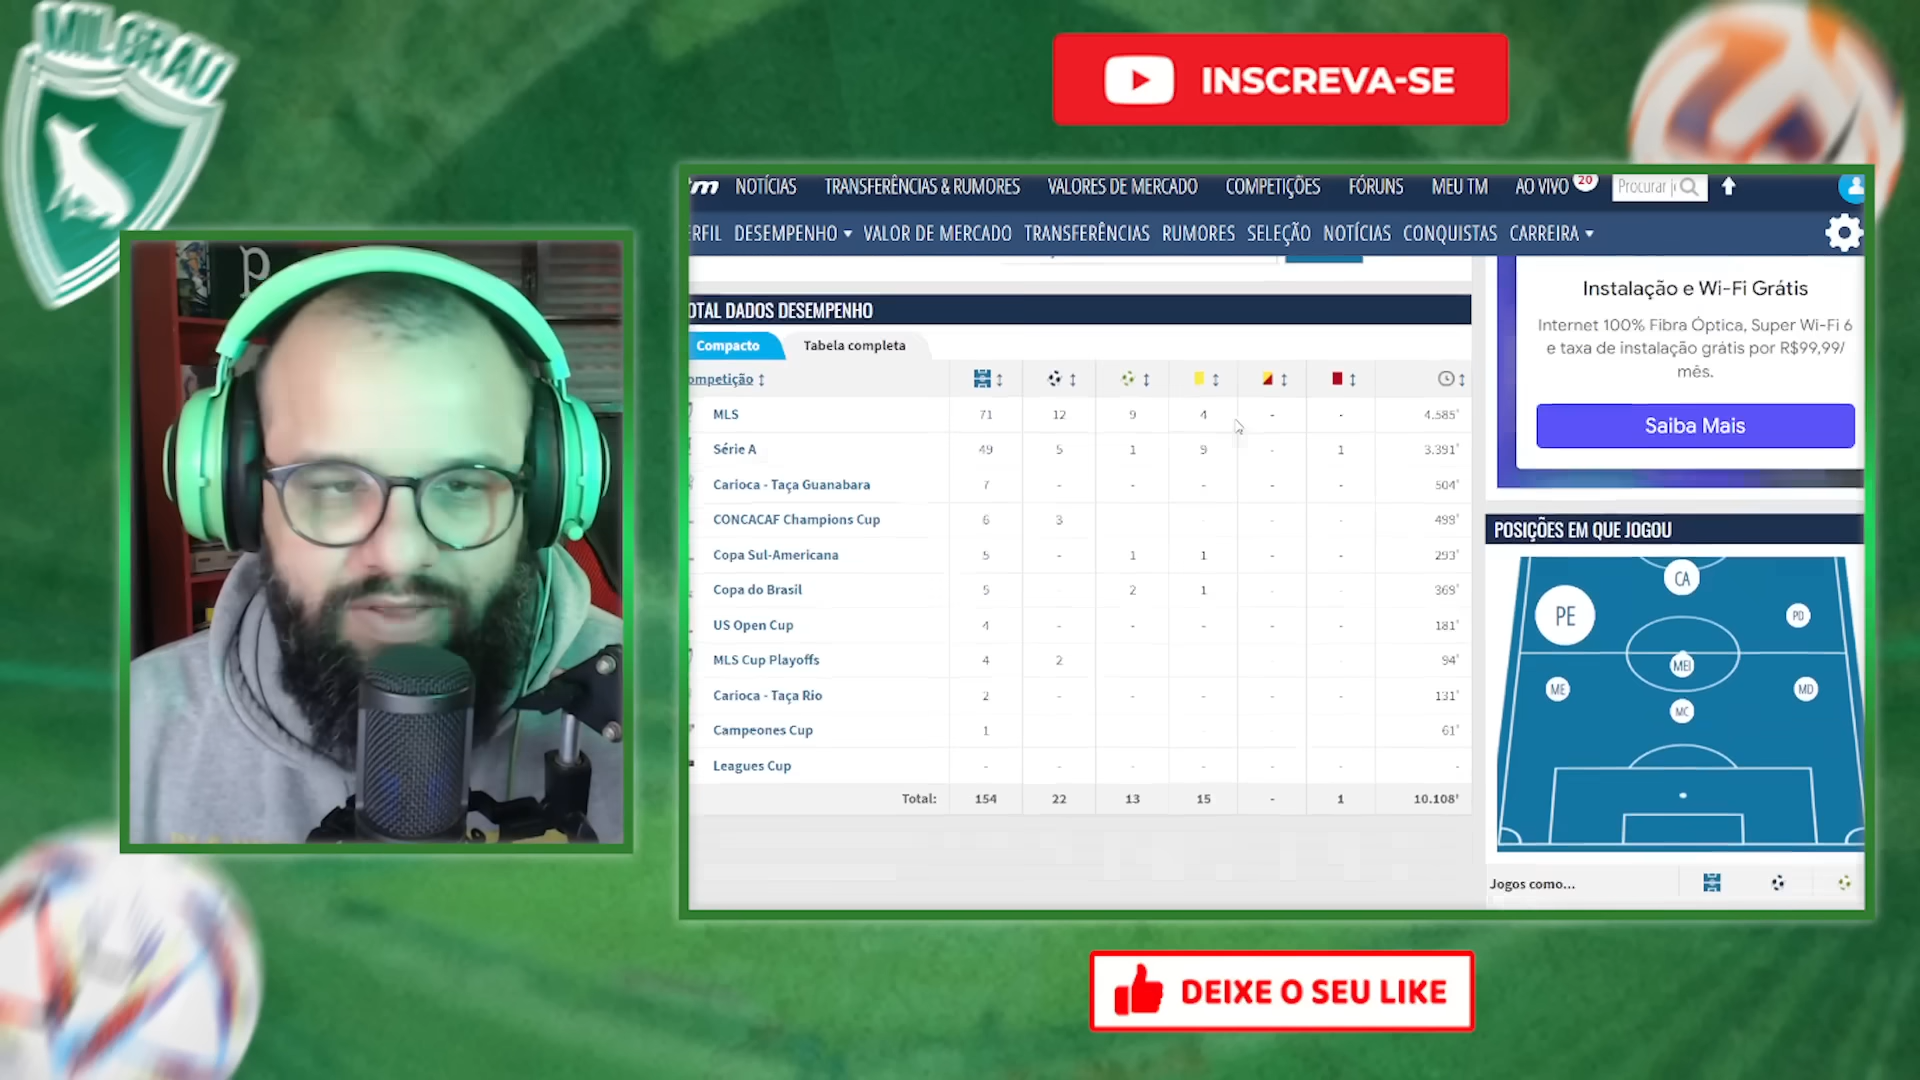 MILGRAU
INSCREVA-SE
p
tm NOTÍCIAS TRANSFERÊNCIAS & RUMORES VALORES DE MERCADO COMPETIÇÕES FÓRUNS MEU TM AO VIVO 20 Procurar
ERFIL DESEMPENHO VALOR DE MERCADO TRANSFERÊNCIAS RUMORES SELEÇÃO NOTÍCIAS CONQUISTAS CARREIRA
OTAL DADOS DESEMPENHO
Compacto Tabela completa
ompetição
MLS 71 12 9 4 - - 4.585'
Série A 49 5 1 9 - 1 3.391'
Carioca - Taça Guanabara 7 - - - - - 504'
CONCACAF Champions Cup 6 3 - - - 499'
Copa Sul-Americana 5 - 1 1 - - 293'
Copa do Brasil 5 - 2 1 - - 369'
US Open Cup 4 - - - - - 181'
MLS Cup Playoffs 4 2 94'
Carioca - Taça Rio 2 - - - - - 131'
Campeones Cup 1 61'
Leagues Cup - - - - - - -
Total: 154 22 13 15 - 1 10.108'
Instalação e Wi-Fi Grátis
Internet 100% Fibra Óptica, Super Wi-Fi 6
e taxa de instalação grátis por R$99,99/
mês.
Saiba Mais
POSIÇÕES EM QUE JOGOU
CA
PE PD
MEI
ME MD
MC
Jogos como...
DEIXE O SEU LIKE